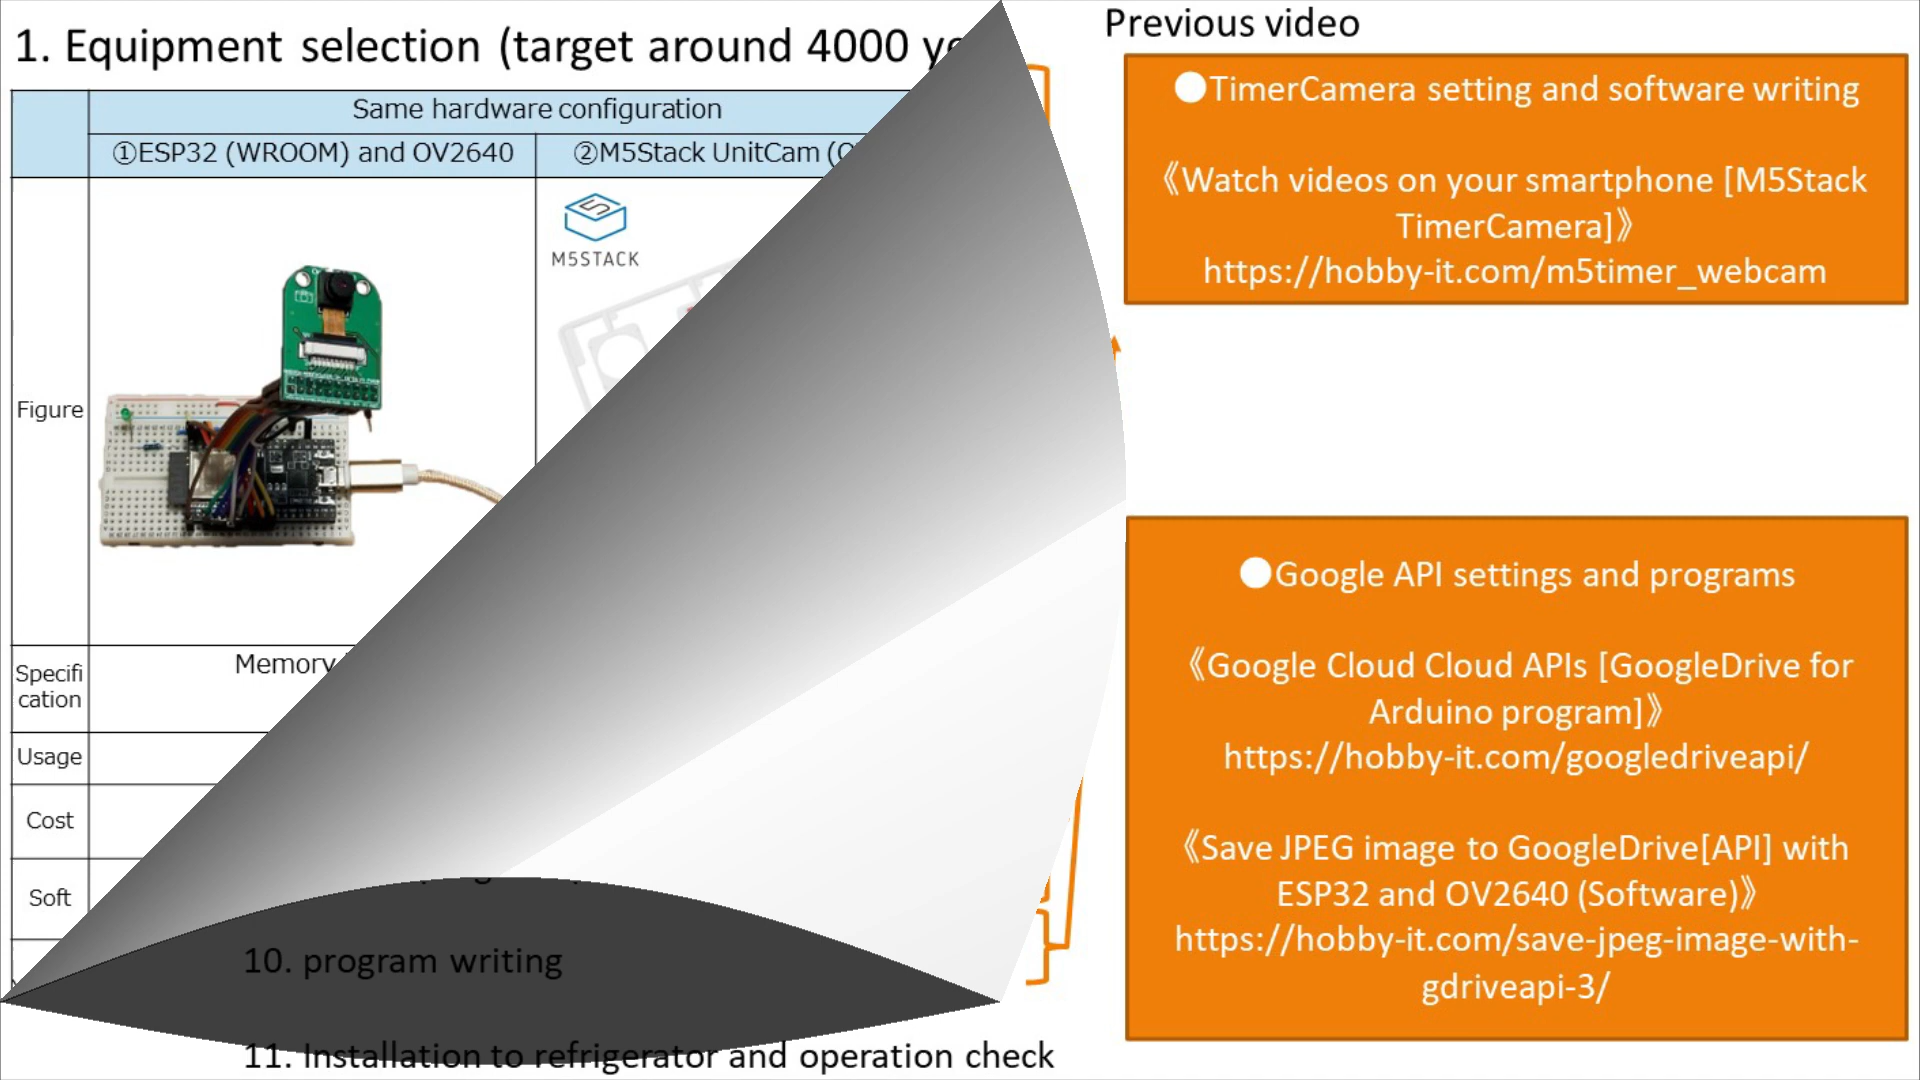 1. Equipment selection (target around 4000
Same hardware configuration
①ESP32 (WROOM) and OV2640
②M5Stack UnitCam
M5STACK
Figure
Specifi
cation
Memory
Usage
Cost
Soft
10. program writing
11. Installation to refrigerator and operation check
Previous video
●TimerCamera setting and software writing
《Watch videos on your smartphone [M5Stack
TimerCamera]》
https://hobby-it.com/m5timer_webcam
●Google API settings and programs
《Google Cloud Cloud APIs [GoogleDrive for
Arduino program]》
https://hobby-it.com/googledriveapi/
《Save JPEG image to GoogleDrive[API] with
ESP32 and OV2640 (Software)》
https://hobby-it.com/save-jpeg-image-with-
gdriveapi-3/